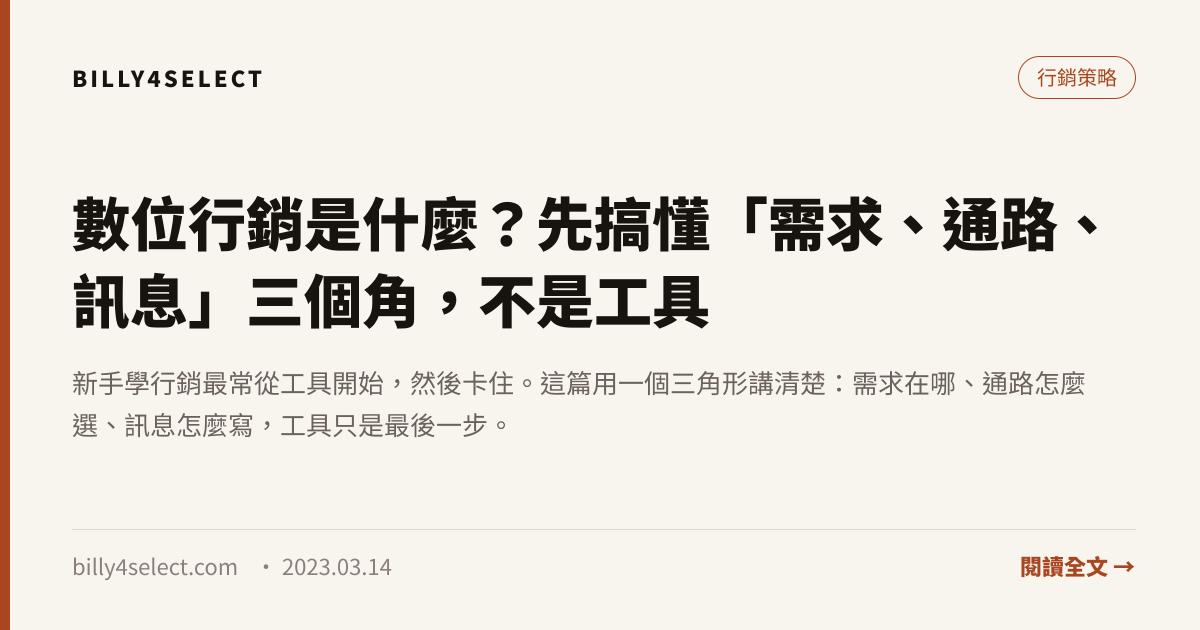 BILLY4SELECT
行銷策略
數位行銷是什麼？先搞懂「需求、通路、
訊息」三個角，不是工具
新手學行銷最常從工具開始，然後卡住。這篇用一個三角形講清楚：需求在哪、通路怎麼
選、訊息怎麼寫，工具只是最後一步。
billy4select.com ・ 2023.03.14
閱讀全文 →